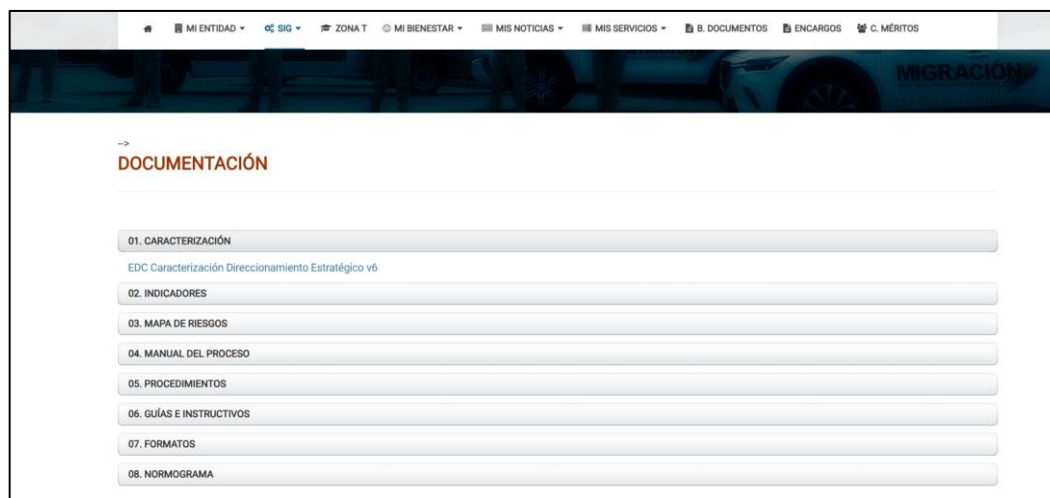 MI ENTIDAD SIG ZONA T MI BIENESTAR MIS NOTICIAS MIS SERVICIOS B. DOCUMENTOS ENCARGOS C. MÉRITOS
MIGRACIÓN
-->
DOCUMENTACIÓN
01. CARACTERIZACIÓN
EDC Caracterización Direccionamiento Estratégico v6
02. INDICADORES
03. MAPA DE RIESGOS
04. MANUAL DEL PROCESO
05. PROCEDIMIENTOS
06. GUÍAS E INSTRUCTIVOS
07. FORMATOS
08. NORMOGRAMA